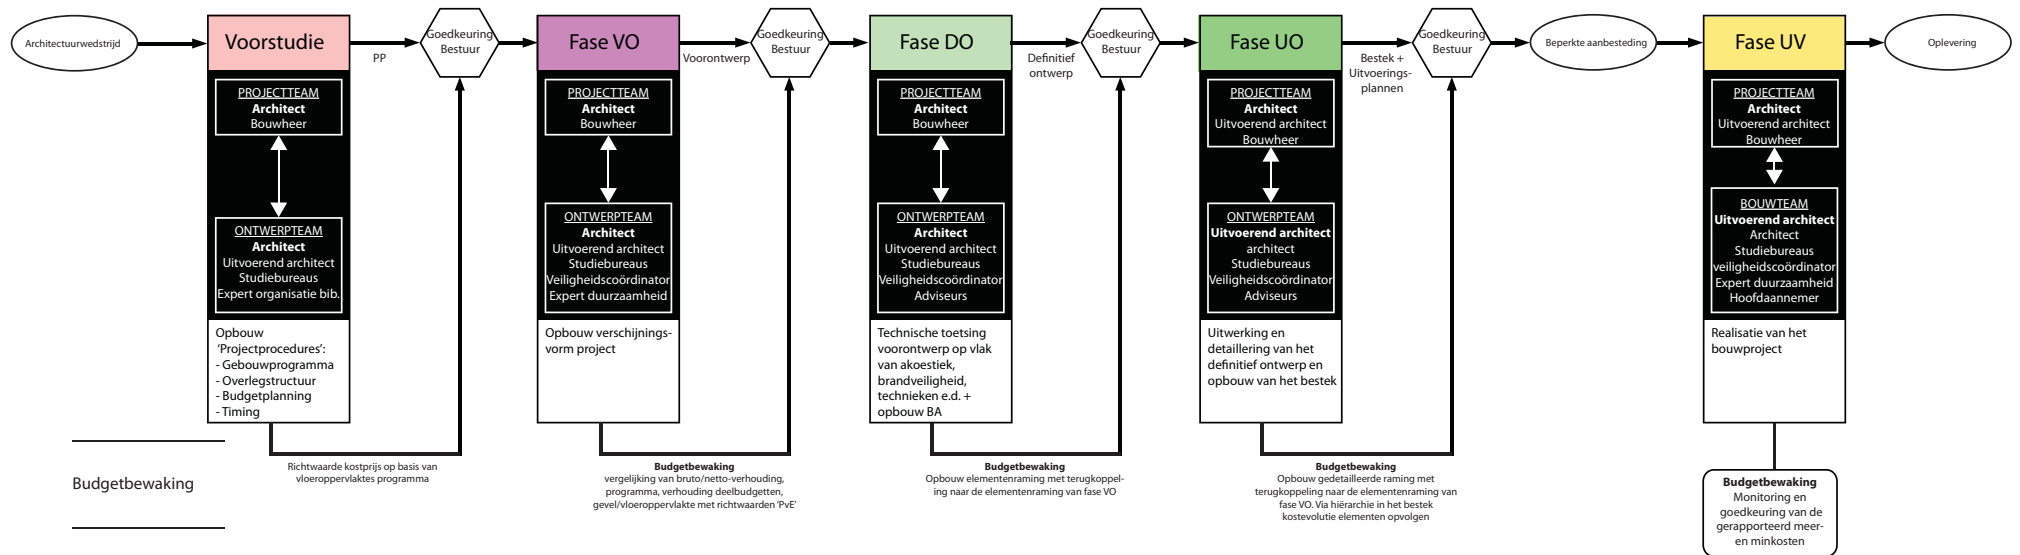 Architectuurwedstrijd
Voorstudie
PP
Goedkeuring
Bestuur
Fase VO
Voorontwerp
Goedkeuring
Bestuur
Fase DO
Definitief
ontwerp
Goedkeuring
Bestuur
Fase UO
Bestek +
Uitvoerings-
plannen
Goedkeuring
Bestuur
Beperkte aanbesteding
Fase UV
Oplevering
PROJECTTEAM
Architect
Bouwheer
ONTWERPTEAM
Architect
Uitvoerend architect
Studiebureaus
Expert organisatie bib.
Opbouw
‘Projectprocedures’:
- Gebouwprogramma
- Overlegstructuur
- Budgetplanning
- Timing
PROJECTTEAM
Architect
Bouwheer
ONTWERPTEAM
Architect
Uitvoerend architect
Studiebureaus
Veiligheidscoördinator
Expert duurzaamheid
Opbouw verschijnings-
vorm project
PROJECTTEAM
Architect
Bouwheer
ONTWERPTEAM
Architect
Uitvoerend architect
Studiebureaus
Veiligheidscoördinator
Adviseurs
Technische toetsing
voorontwerp op vlak
van akoestiek,
brandveiligheid,
technieken e.d. +
opbouw BA
PROJECTTEAM
Architect
Uitvoerend architect
Bouwheer
ONTWERPTEAM
Uitvoerend architect
architect
Studiebureaus
Veiligheidscoördinator
Adviseurs
Uitwerking en
detaillering van het
definitief ontwerp en
opbouw van het bestek
PROJECTTEAM
Architect
Uitvoerend architect
Bouwheer
BOUWTEAM
Uitvoerend architect
Architect
Studiebureaus
veiligheidscoördinator
Expert duurzaamheid
Hoofdaannemer
Realisatie van het
bouwproject
Budgetbewaking
Richtwaarde kostprijs op basis van
vloeroppervlaktes programma
Budgetbewaking
vergelijking van bruto/netto-verhouding,
programma, verhouding deelbudgetten,
gevel/vloeroppervlakte met richtwaarden ‘PvE’
Budgetbewaking
Opbouw elementenraming met terugkoppel-
ing naar de elementenraming van fase VO
Budgetbewaking
Opbouw gedetailleerde raming met
terugkoppeling naar de elementenraming van
fase VO. Via hiërarchie in het bestek
kostevolutie elementen opvolgen
Budgetbewaking
Monitoring en
goedkeuring van de
gerapporteerd meer-
en minkosten